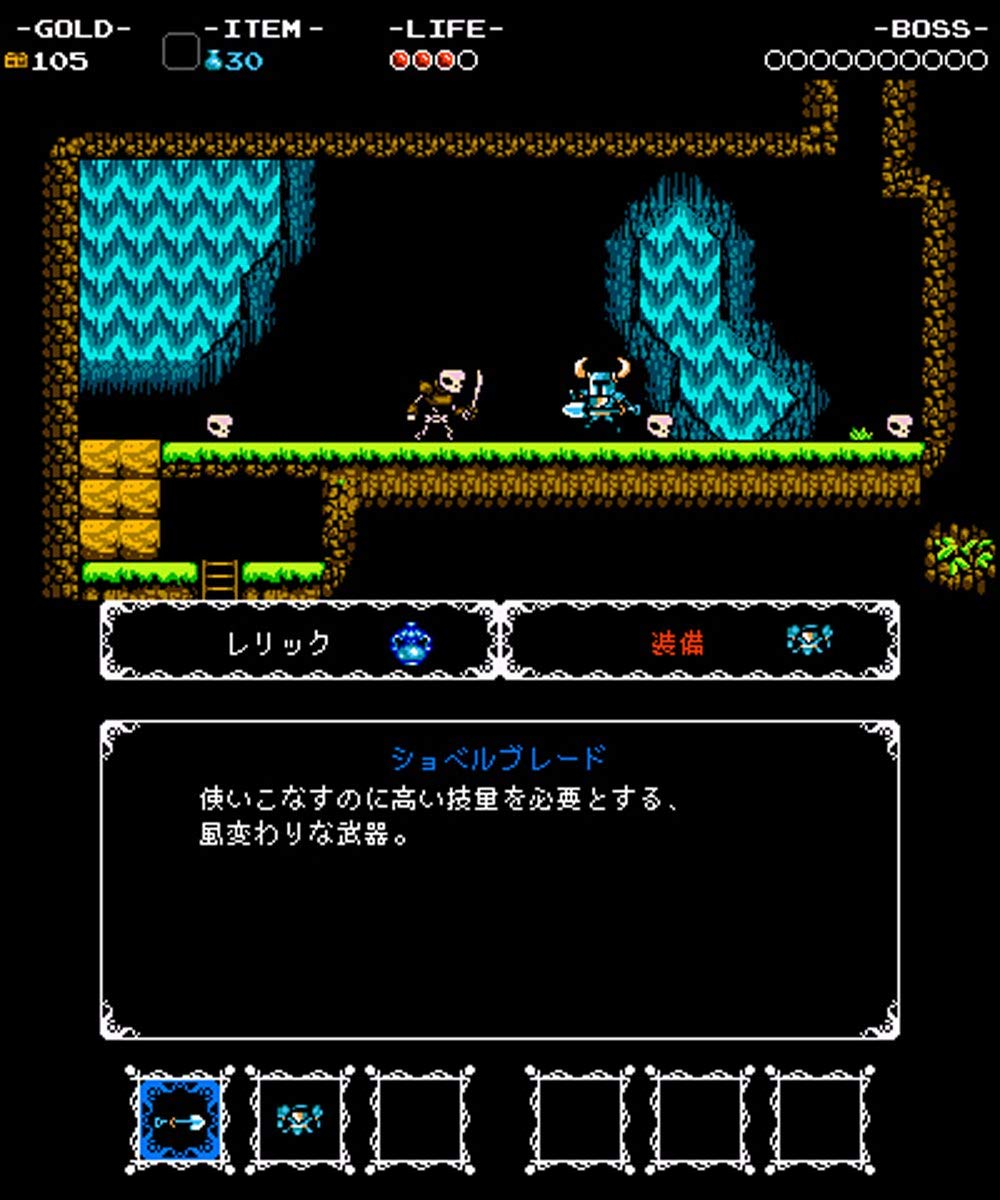 -GOLD- -ITEM- -LIFE- -BOSS-
105 30
レリック 装備
ショベルブレード
使いこなすのに高い技量を必要とする、
風変わりな武器。